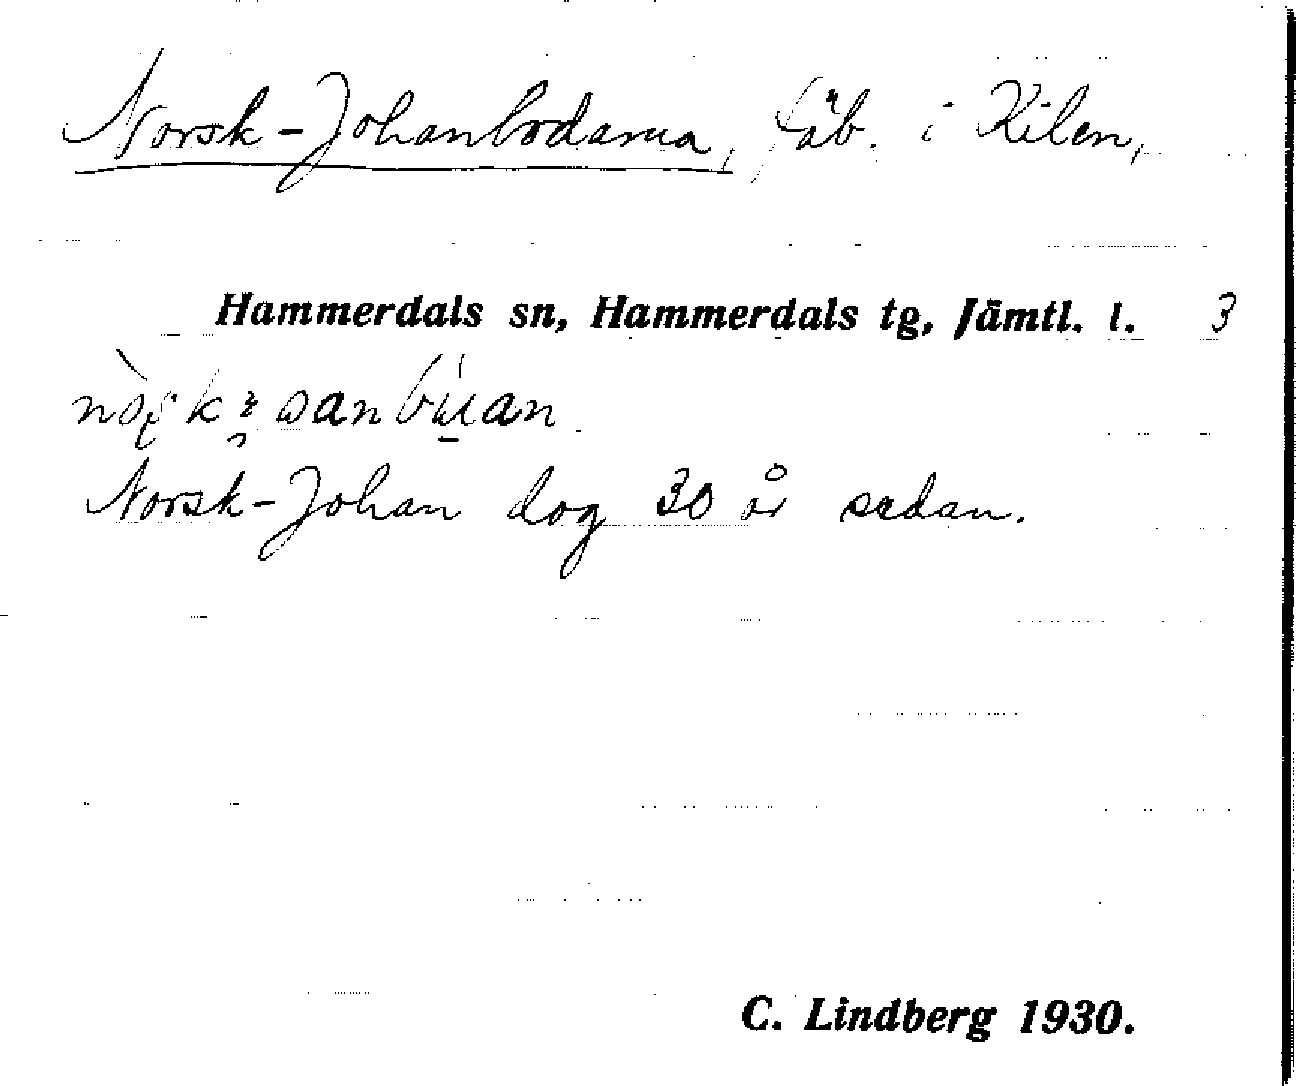 Norsk-Johanbodarna, fäb. i Kilen,
Hammerdals sn, Hammerdals tg, Jämtl. l. 3
Norsk-Johan dog 30 år sedan.
C. Lindberg 1930.